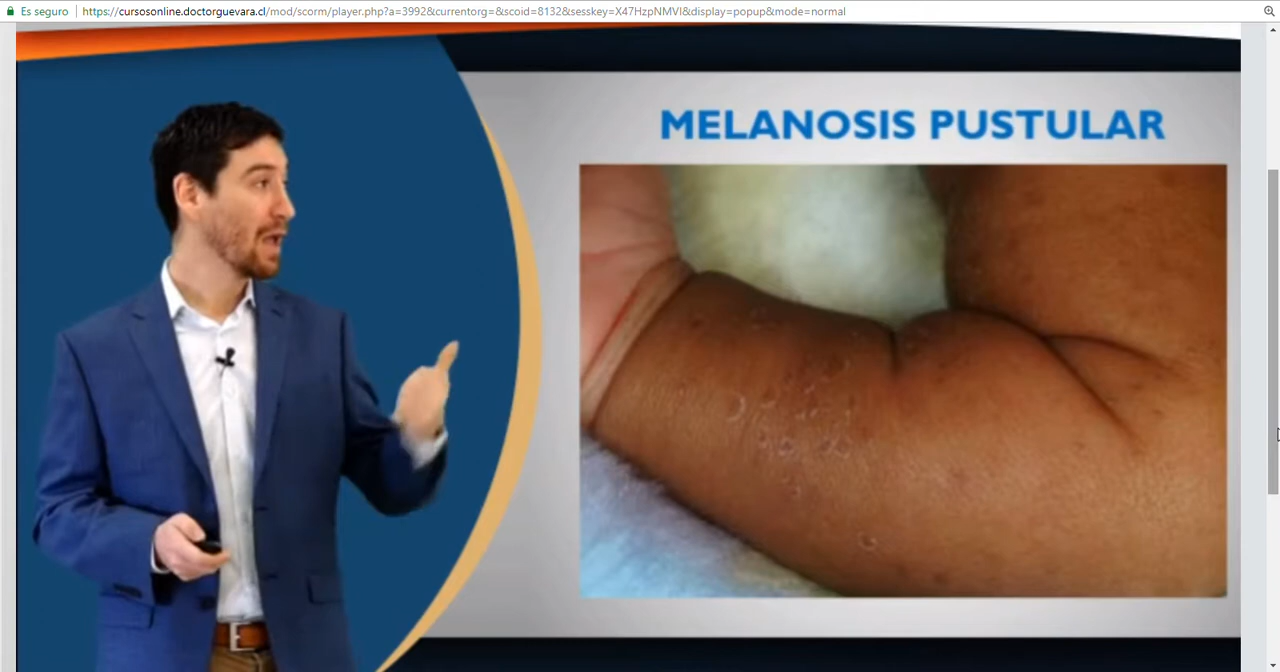 Es seguro
https://cursosonline.doctorguevara.cl/mod/scorm/player.php?a=3992&currentorg=&scoid=8132&sesskey=X47HzpNMVI&display=popup&mode=normal
MELANOSIS PUSTULAR